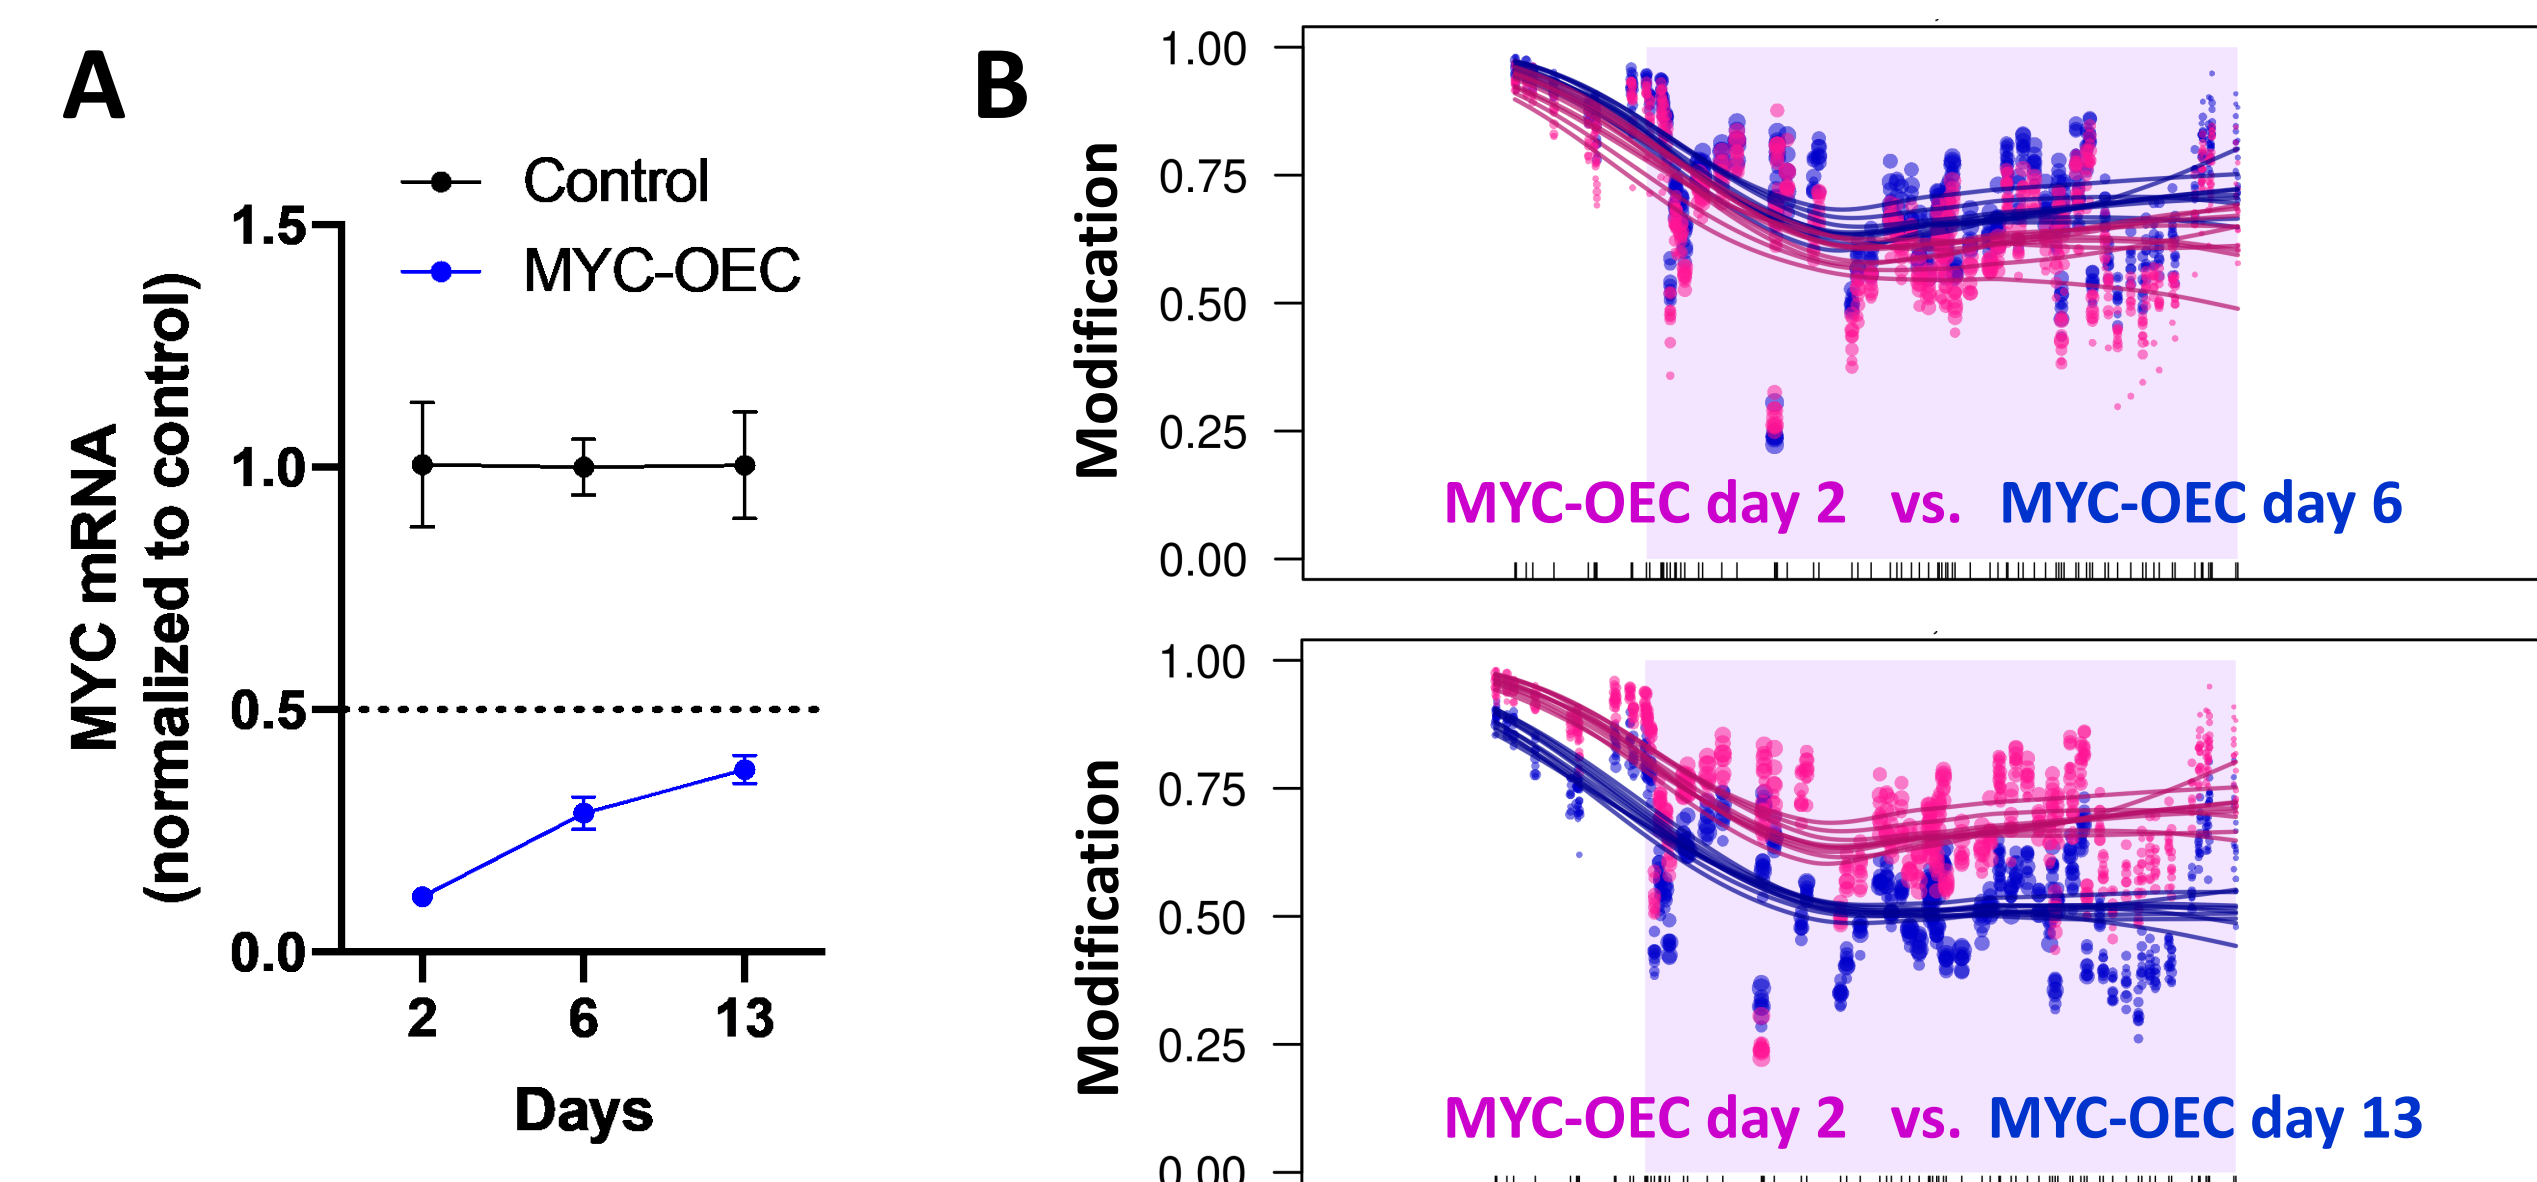 A
Control
MYC-OEC
MYC mRNA
(normalized to control)
1.5
1.0
0.5
0.0
2 6 13
Days
B
Modification
1.00
0.75
0.50
0.25
0.00
MYC-OEC day 2 vs. MYC-OEC day 6
Modification
1.00
0.75
0.50
0.25
0.00
MYC-OEC day 2 vs. MYC-OEC day 13